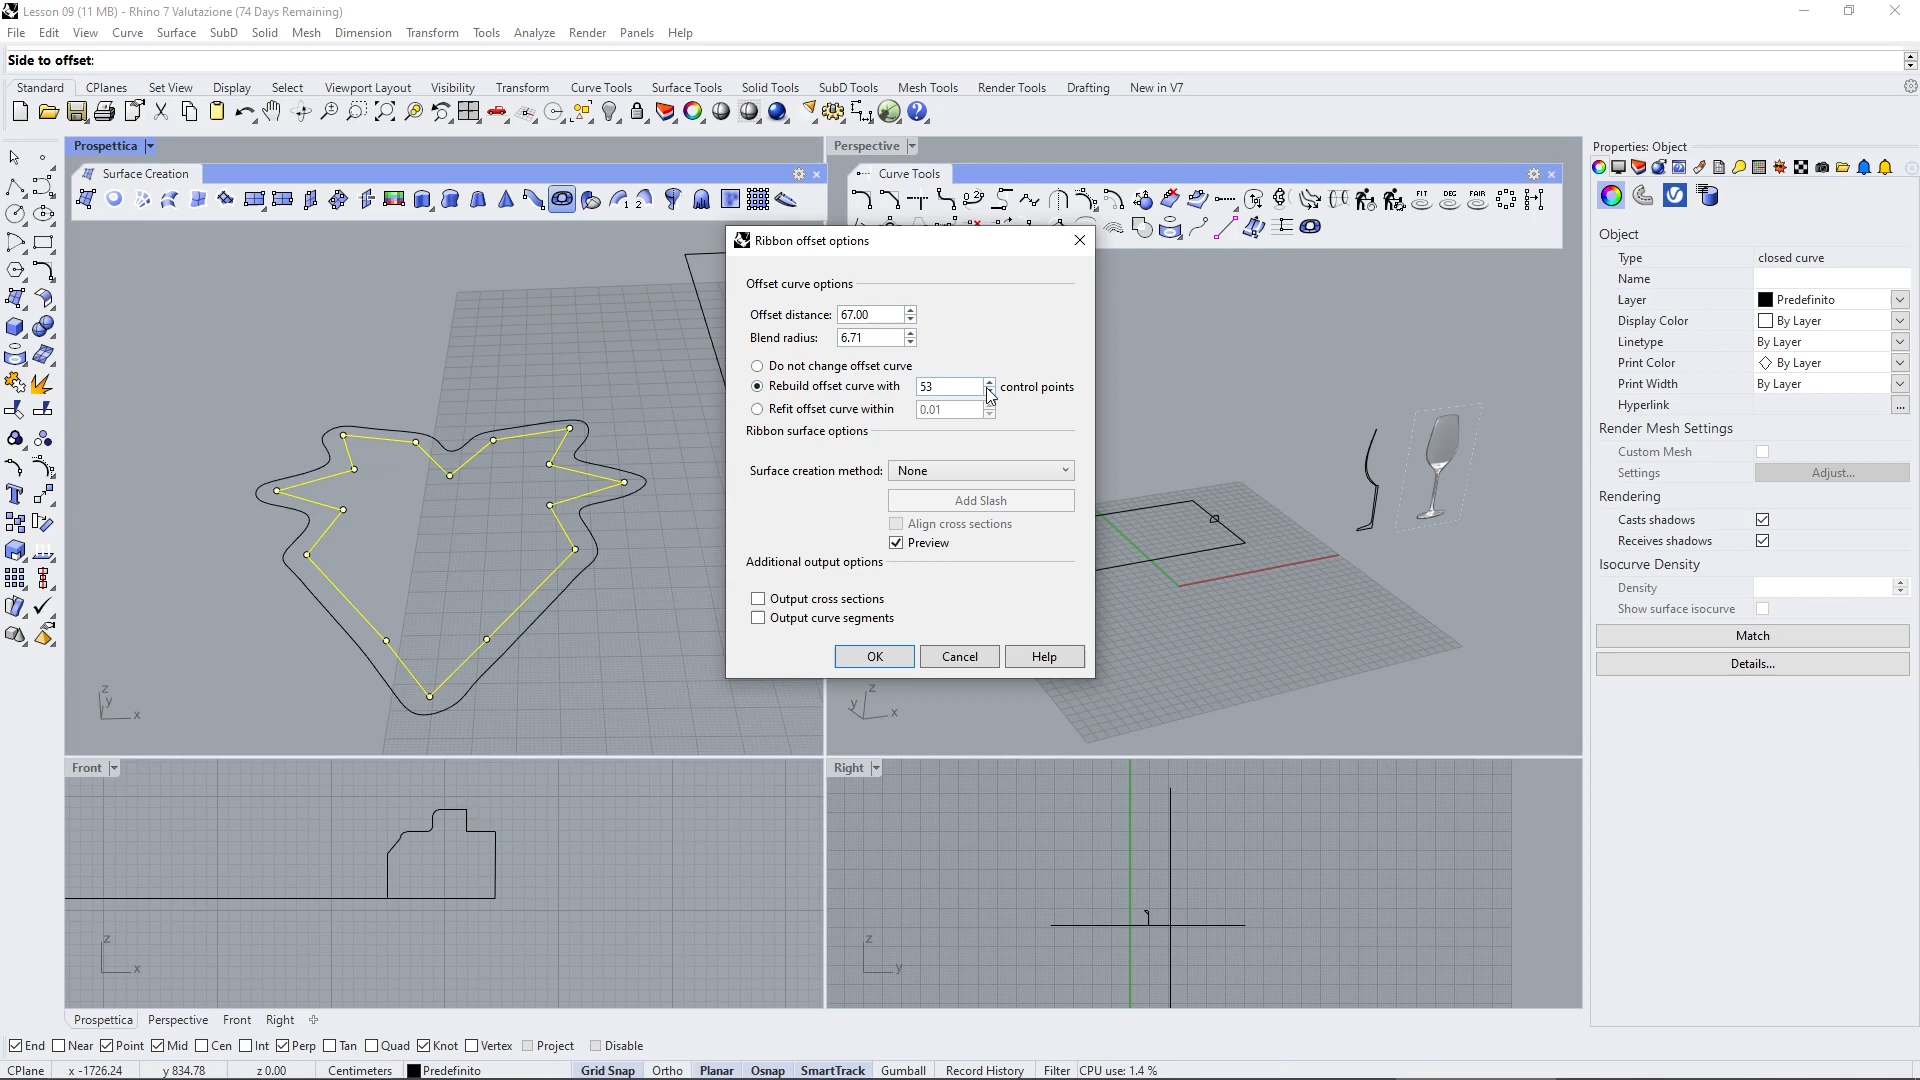 Lesson 09 (11 MB) - Rhino 7 Valutazione (74 Days Remaining)
File Edit View Curve Surface SubD Solid Mesh Dimension Transform Tools Analyze Render Panels Help
Side to offset:
Standard CPlanes Set View Display Select Viewport Layout Visibility Transform Curve Tools Surface Tools Solid Tools SubD Tools Mesh Tools Render Tools Drafting New in V7
Prospettica
Surface Creation
Perspective
Curve Tools
FIT DEG FAIR
Ribbon offset options
Offset curve options
Offset distance: 67.00
Blend radius: 6.71
Do not change offset curve
Rebuild offset curve with 53 control points
Refit offset curve within 0.01
Ribbon surface options
Surface creation method: None
Add Slash
Align cross sections
Preview
Additional output options
Output cross sections
Output curve segments
OK Cancel Help
z
y
x
z
y
x
Front
z
x
Right
z
y
Properties: Object
Object
Type closed curve
Name
Layer Predefinito
Display Color By Layer
Linetype By Layer
Print Color By Layer
Print Width By Layer
Hyperlink ...
Render Mesh Settings
Custom Mesh
Settings Adjust...
Rendering
Casts shadows
Receives shadows
Isocurve Density
Density
Show surface isocurve
Match
Details...
Prospettica Perspective Front Right
End Near Point Mid Cen Int Perp Tan Quad Knot Vertex Project Disable
CPlane x -1726.24 y 834.78 z 0.00 Centimeters Predefinito Grid Snap Ortho Planar Osnap SmartTrack Gumball Record History Filter CPU use: 1.4 %